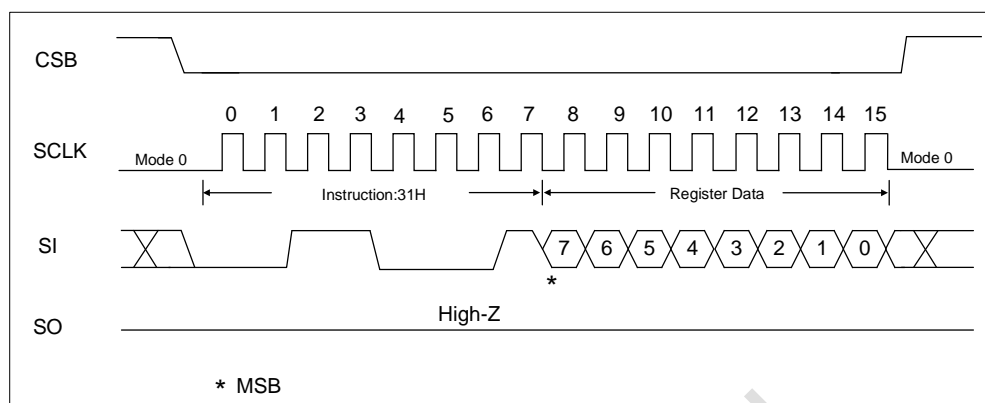 CSB
0 1 2 3 4 5 6 7 8 9 10 11 12 13 14 15
SCLK
Mode 0 Mode 0
Instruction:31H Register Data
SI 7 6 5 4 3 2 1 0
*
High-Z
SO
* MSB